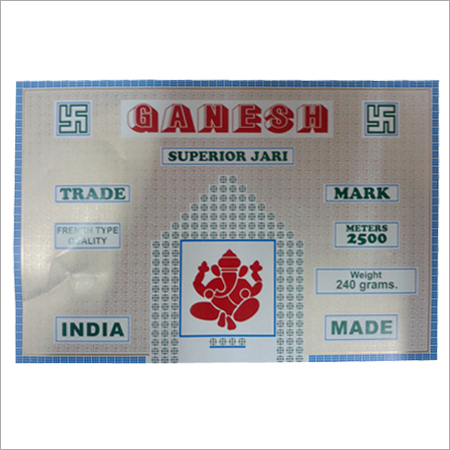 GANESH
SUPERIOR JARI
TRADE MARK
FRENCH TYPE
QUALITY
METERS
2500
Weight
240 grams.
INDIA MADE